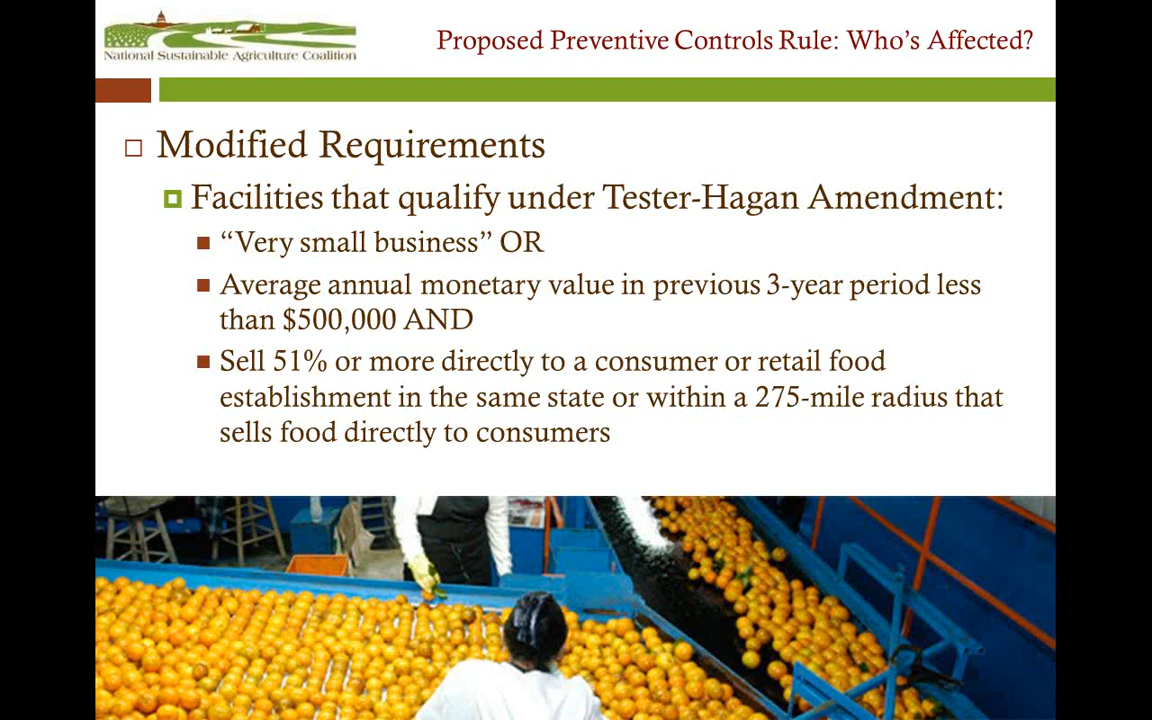 National Sustainable Agriculture Coalition
Proposed Preventive Controls Rule: Who’s Affected?
Modified Requirements
Facilities that qualify under Tester-Hagan Amendment:
“Very small business” OR
Average annual monetary value in previous 3-year period less
than $500,000 AND
Sell 51% or more directly to a consumer or retail food
establishment in the same state or within a 275-mile radius that
sells food directly to consumers